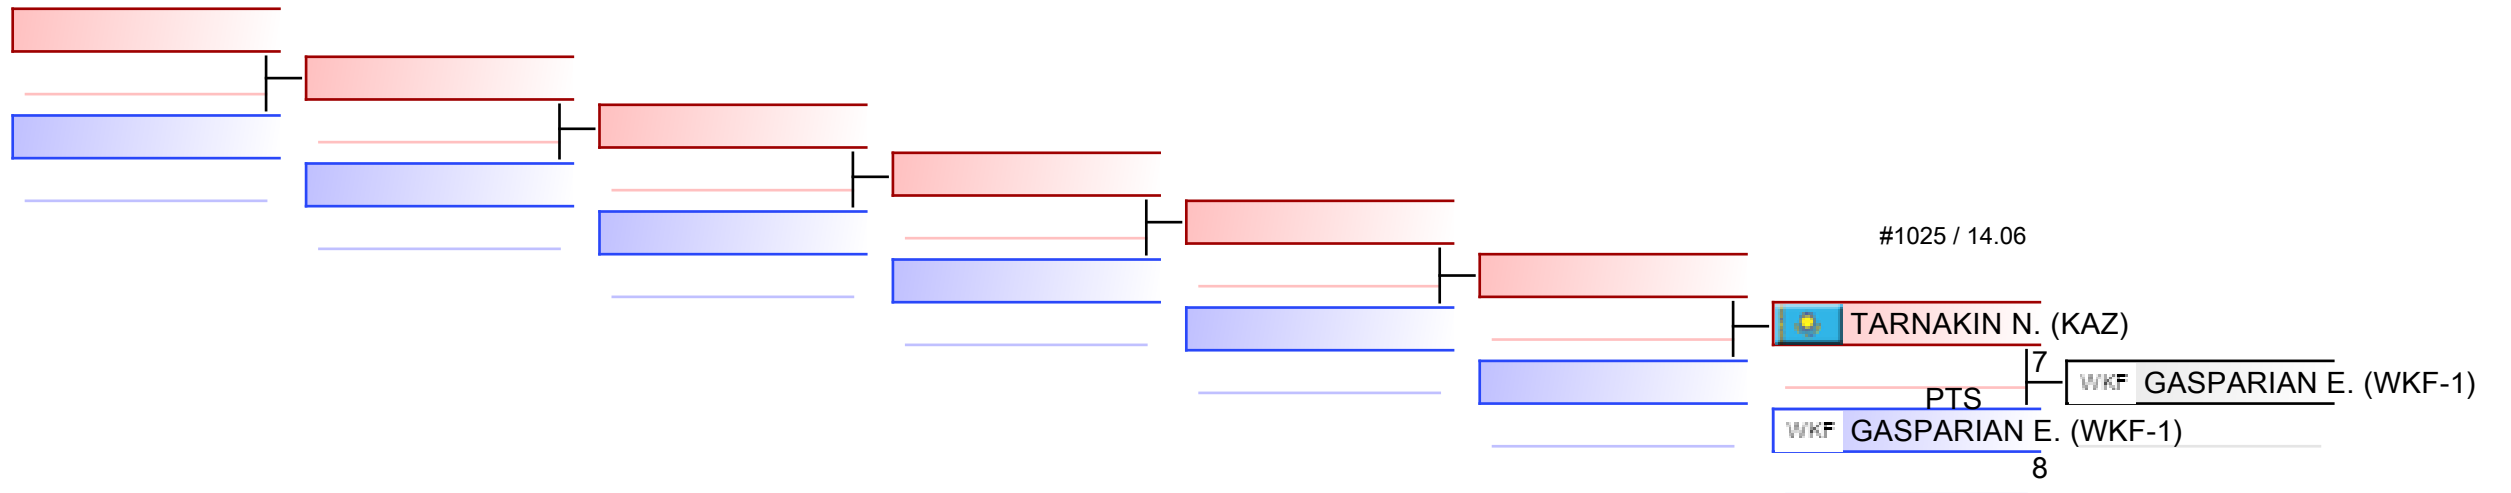 #1025 / 14.06
TARNAKIN N. (KAZ)
7
WKF GASPARIAN E. (WKF-1)
PTS
WKF GASPARIAN E. (WKF-1)
8